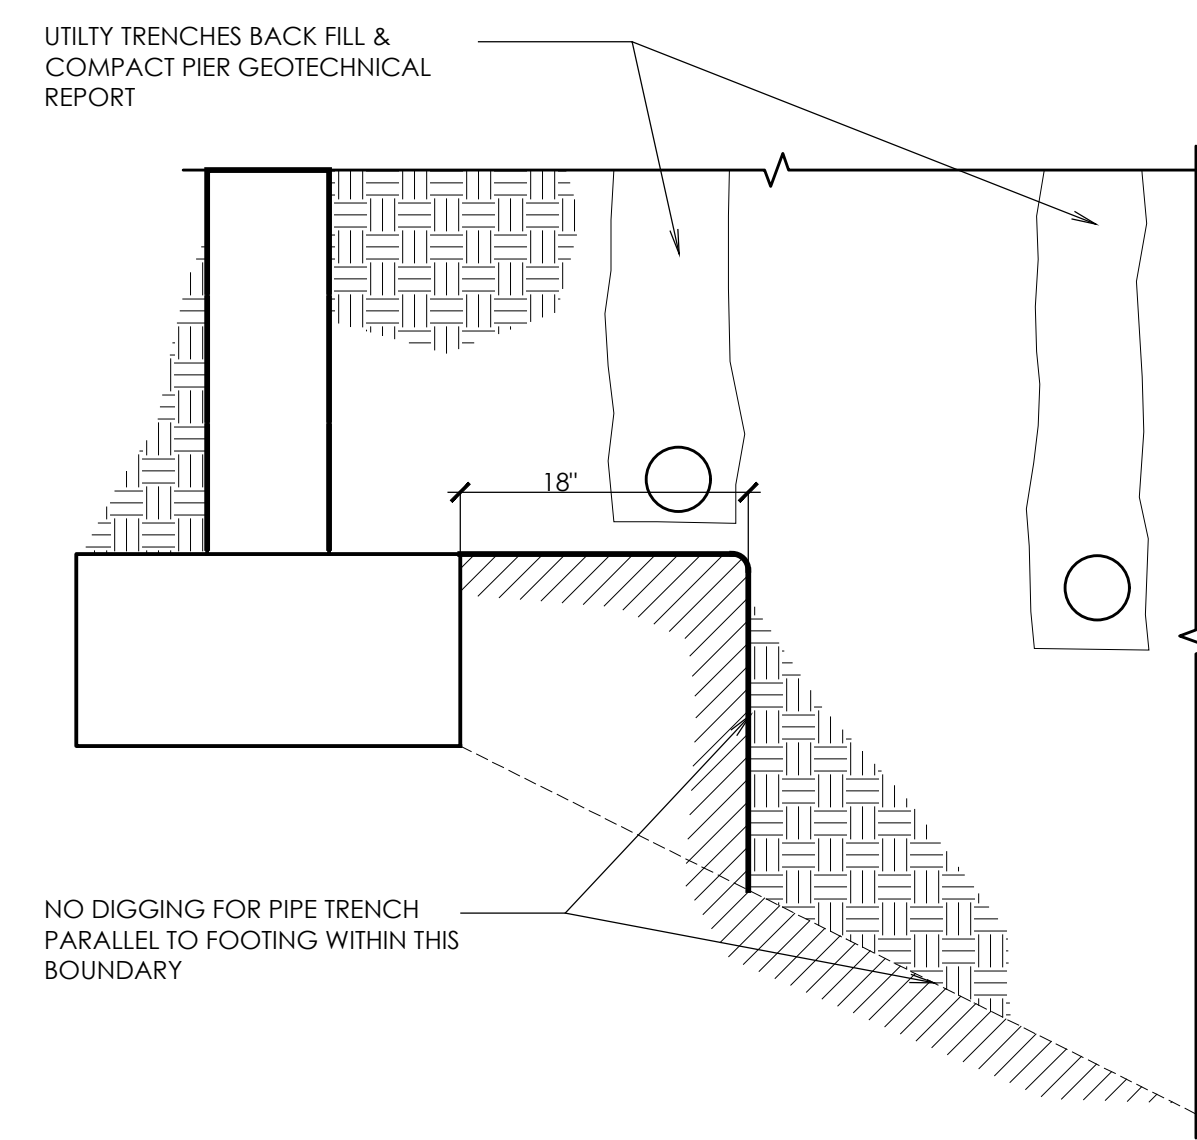 UTILTY TRENCHES BACK FILL &
COMPACT PIER GEOTECHNICAL
REPORT
18"
NO DIGGING FOR PIPE TRENCH
PARALLEL TO FOOTING WITHIN THIS
BOUNDARY